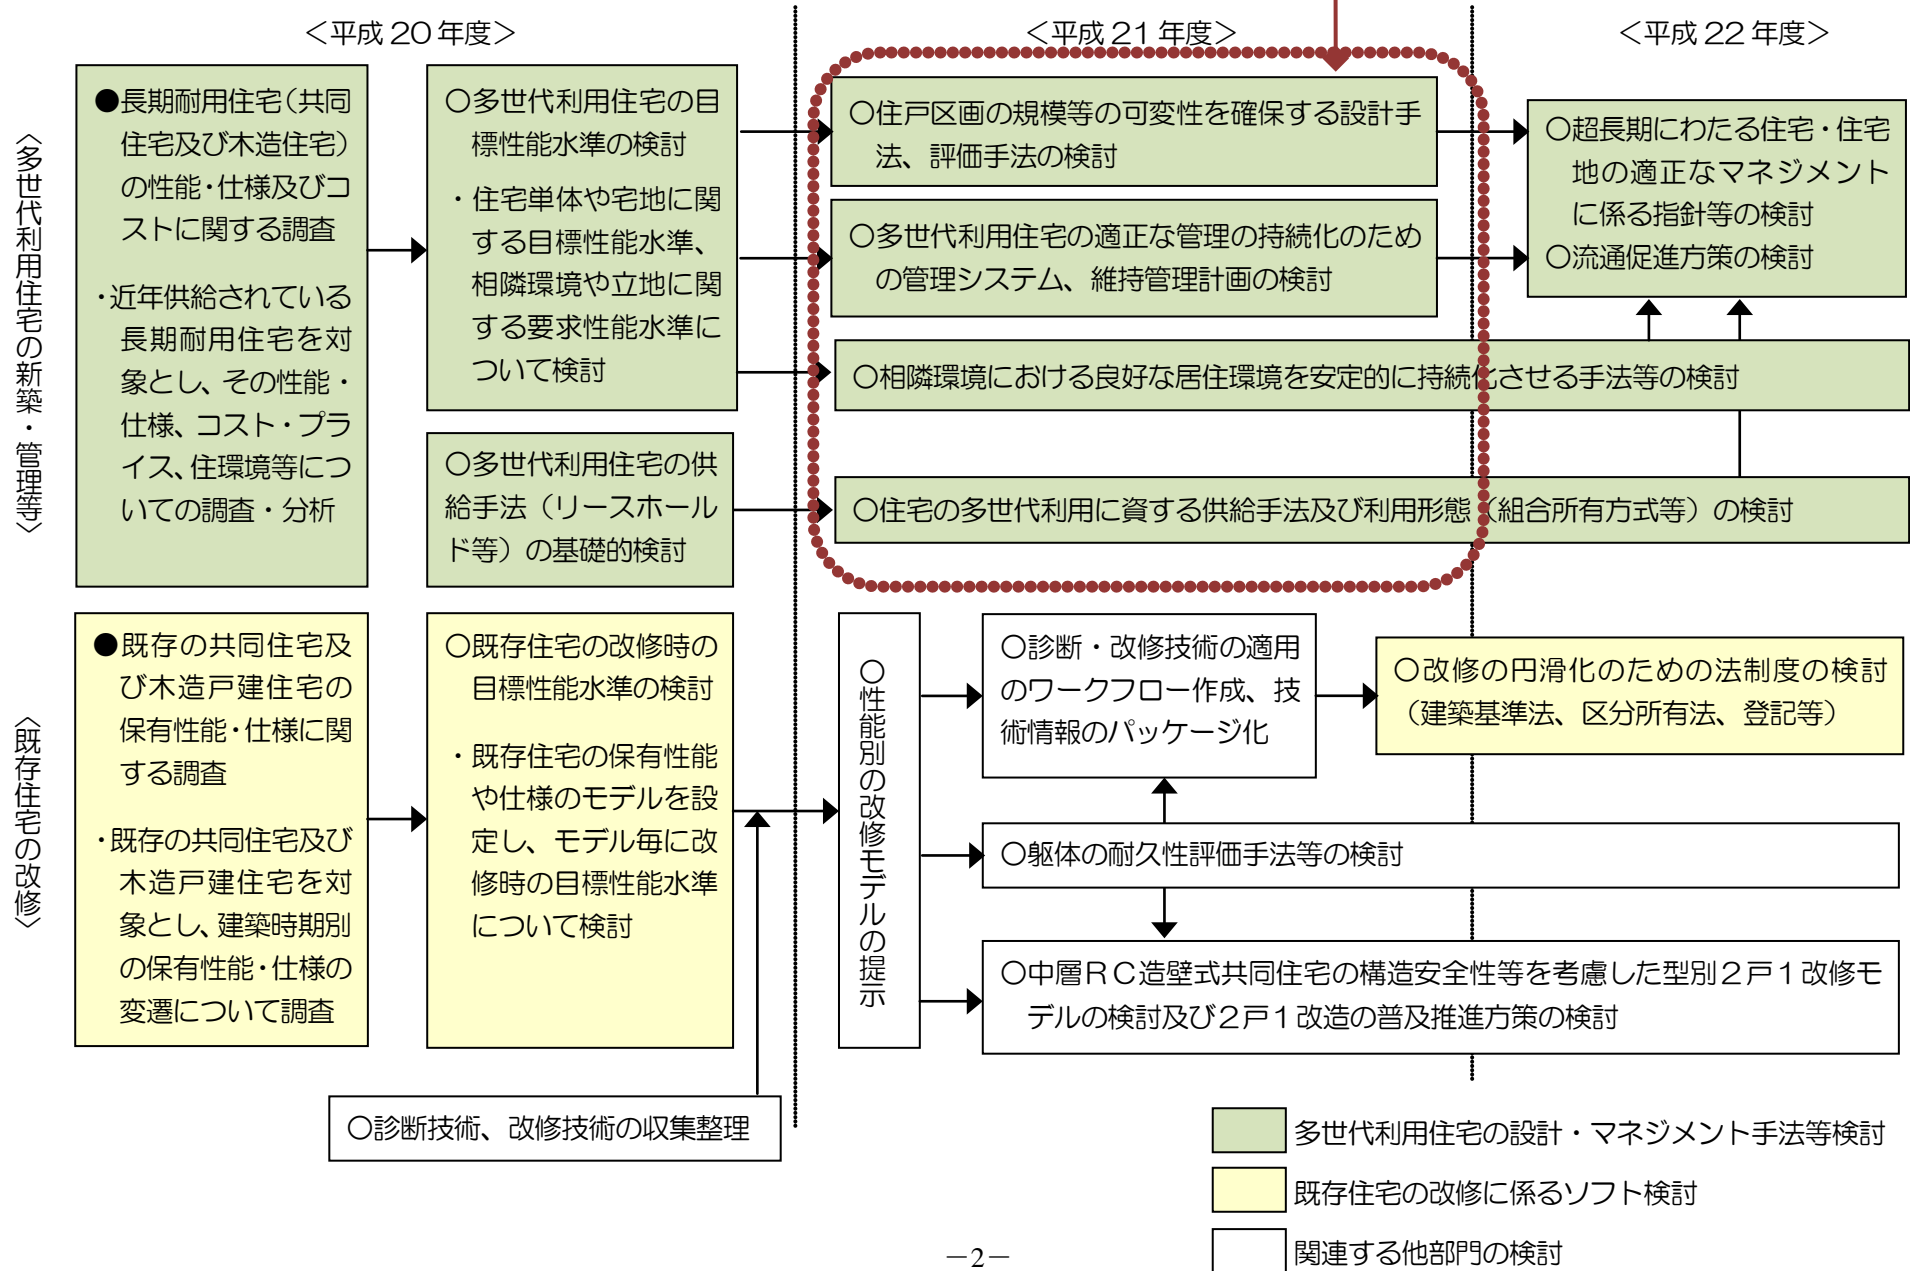 ＜平成 20 年度＞
＜平成 21 年度＞
＜平成 22 年度＞
〈多世代利用住宅の新築・管理等〉
●長期耐用住宅（共同
住宅及び木造住宅）
の性能・仕様及びコ
ストに関する調査
・近年供給されている
長期耐用住宅を対
象とし、その性能・
仕様、コスト・プラ
イス、住環境等につ
いての調査・分析
○多世代利用住宅の目
標性能水準の検討
・住宅単体や宅地に関
する目標性能水準、
相隣環境や立地に関
する要求性能水準に
ついて検討
○多世代利用住宅の供
給手法（リースホール
ド等）の基礎的検討
○住戸区画の規模等の可変性を確保する設計手
法、評価手法の検討
○多世代利用住宅の適正な管理の持続化のため
の管理システム、維持管理計画の検討
○相隣環境における良好な居住環境を安定的に持続化させる手法等の検討
○住宅の多世代利用に資する供給手法及び利用形態（組合所有方式等）の検討
○超長期にわたる住宅・住宅
地の適正なマネジメント
に係る指針等の検討
○流通促進方策の検討
〈既存住宅の改修〉
●既存の共同住宅及
び木造戸建住宅の
保有性能・仕様に関
する調査
・既存の共同住宅及び
木造戸建住宅を対
象とし、建築時期別
の保有性能・仕様の
変遷について調査
○既存住宅の改修時の
目標性能水準の検討
・既存住宅の保有性能
や仕様のモデルを設
定し、モデル毎に改
修時の目標性能水準
について検討
○性能別の改修モデルの提示
○診断・改修技術の適用
のワークフロー作成、技
術情報のパッケージ化
○改修の円滑化のための法制度の検討
（建築基準法、区分所有法、登記等）
○躯体の耐久性評価手法等の検討
○中層ＲＣ造壁式共同住宅の構造安全性等を考慮した型別２戸１改修モ
デルの検討及び２戸１改造の普及推進方策の検討
○診断技術、改修技術の収集整理
多世代利用住宅の設計・マネジメント手法等検討
既存住宅の改修に係るソフト検討
関連する他部門の検討
－2－